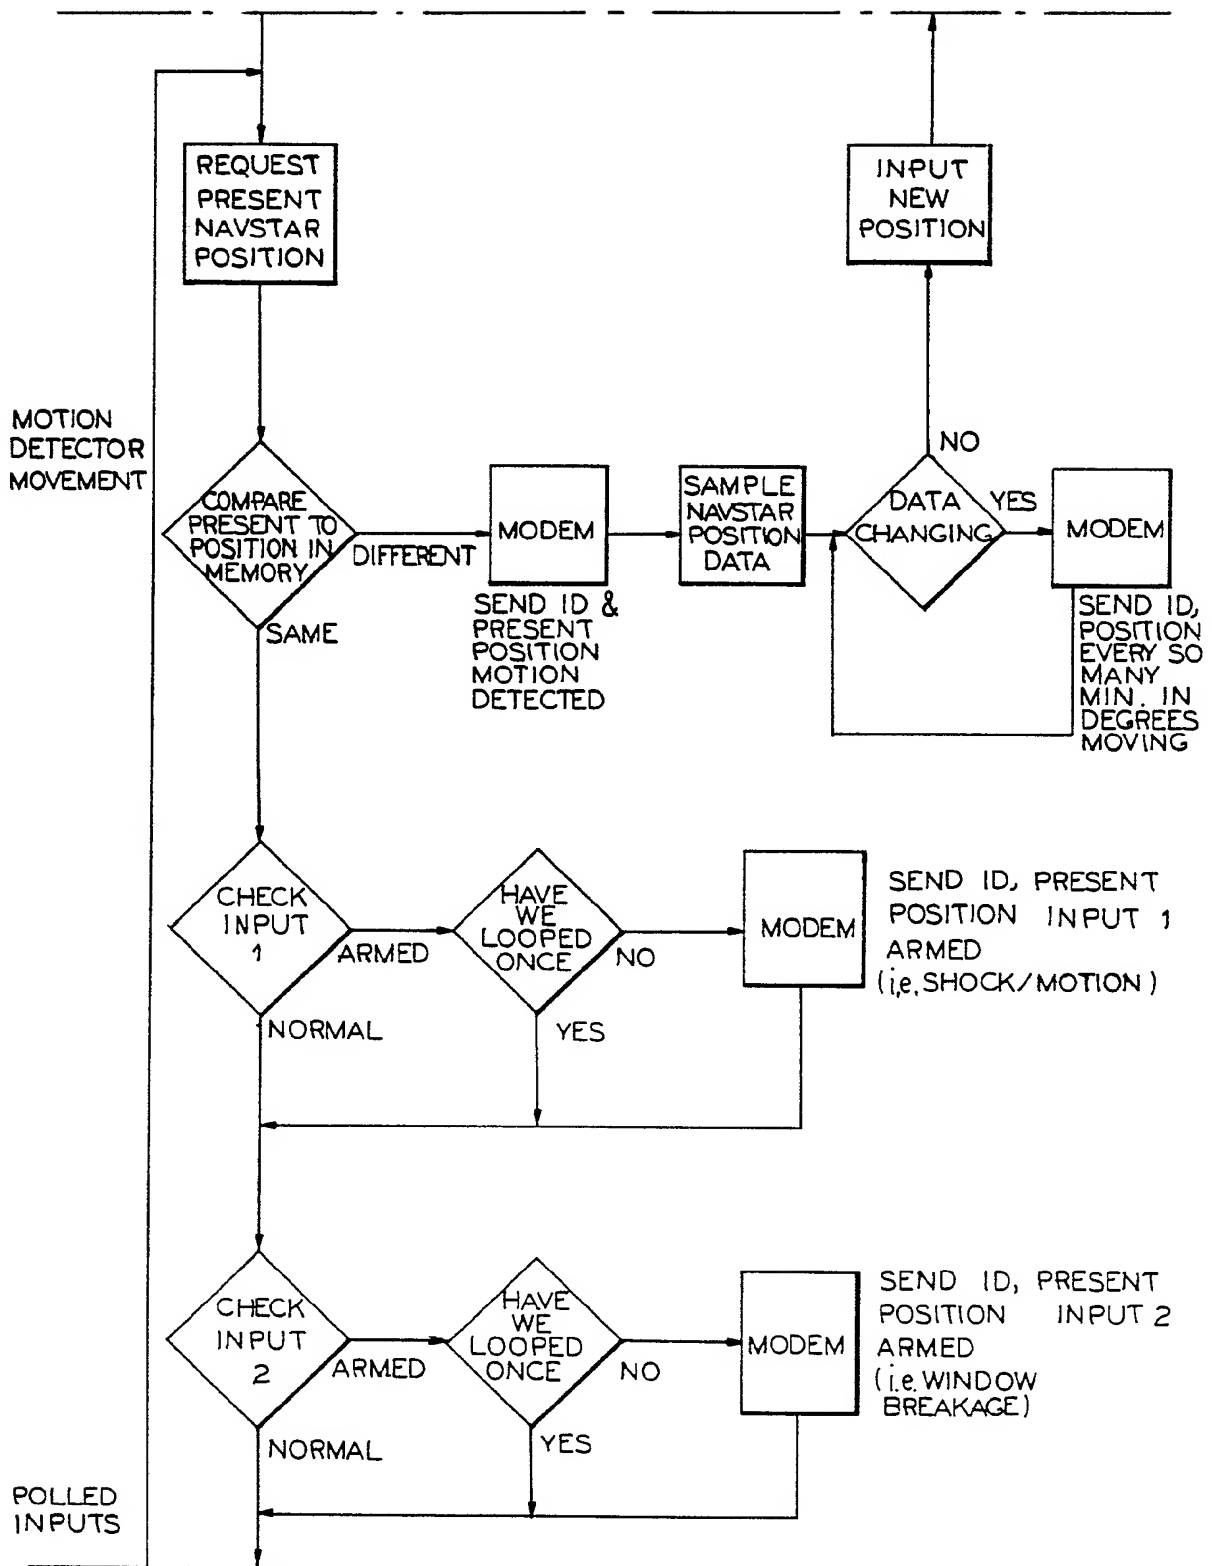 REQUEST
PRESENT
NAVSTAR
POSITION
INPUT
NEW
POSITION
MOTION
DETECTOR
MOVEMENT
COMPARE
PRESENT TO
POSITION IN
MEMORY
DIFFERENT
SAME
MODEM
SEND ID &
PRESENT
POSITION
MOTION
DETECTED
SAMPLE
NAVSTAR
POSITION
DATA
DATA
CHANGING
NO
YES
MODEM
SEND ID,
POSITION
EVERY SO
MANY
MIN. IN
DEGREES
MOVING
CHECK
INPUT
1
ARMED
NORMAL
HAVE
WE
LOOPED
ONCE
NO
YES
MODEM
SEND ID, PRESENT
POSITION INPUT 1
ARMED
(i,e, SHOCK/MOTION)
CHECK
INPUT
2
ARMED
NORMAL
HAVE
WE
LOOPED
ONCE
NO
YES
MODEM
SEND ID, PRESENT
POSITION INPUT 2
ARMED
(i.e. WINDOW
BREAKAGE)
POLLED
INPUTS